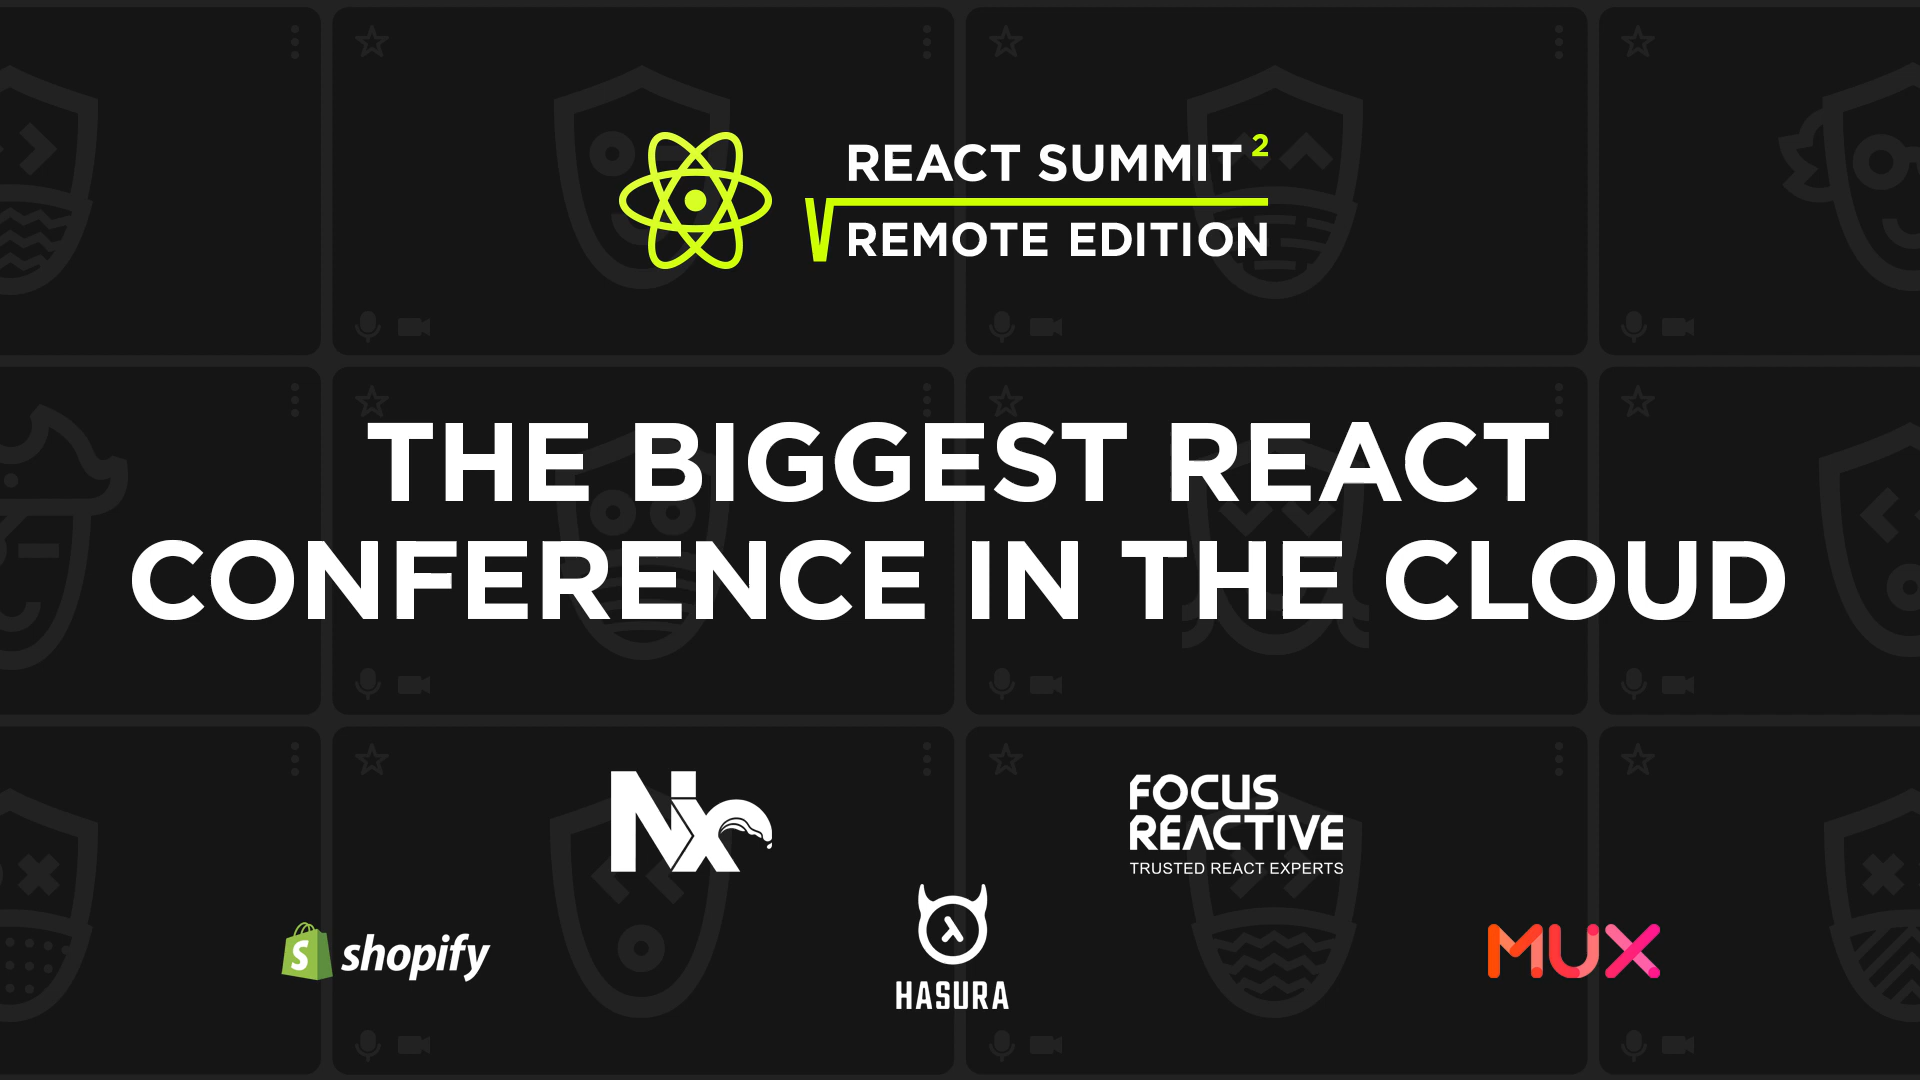 REACT SUMMIT ²
REMOTE EDITION
THE BIGGEST REACT
CONFERENCE IN THE CLOUD
Nx
FOCUS
REACTIVE
TRUSTED REACT EXPERTS
shopify
HASURA
MUX